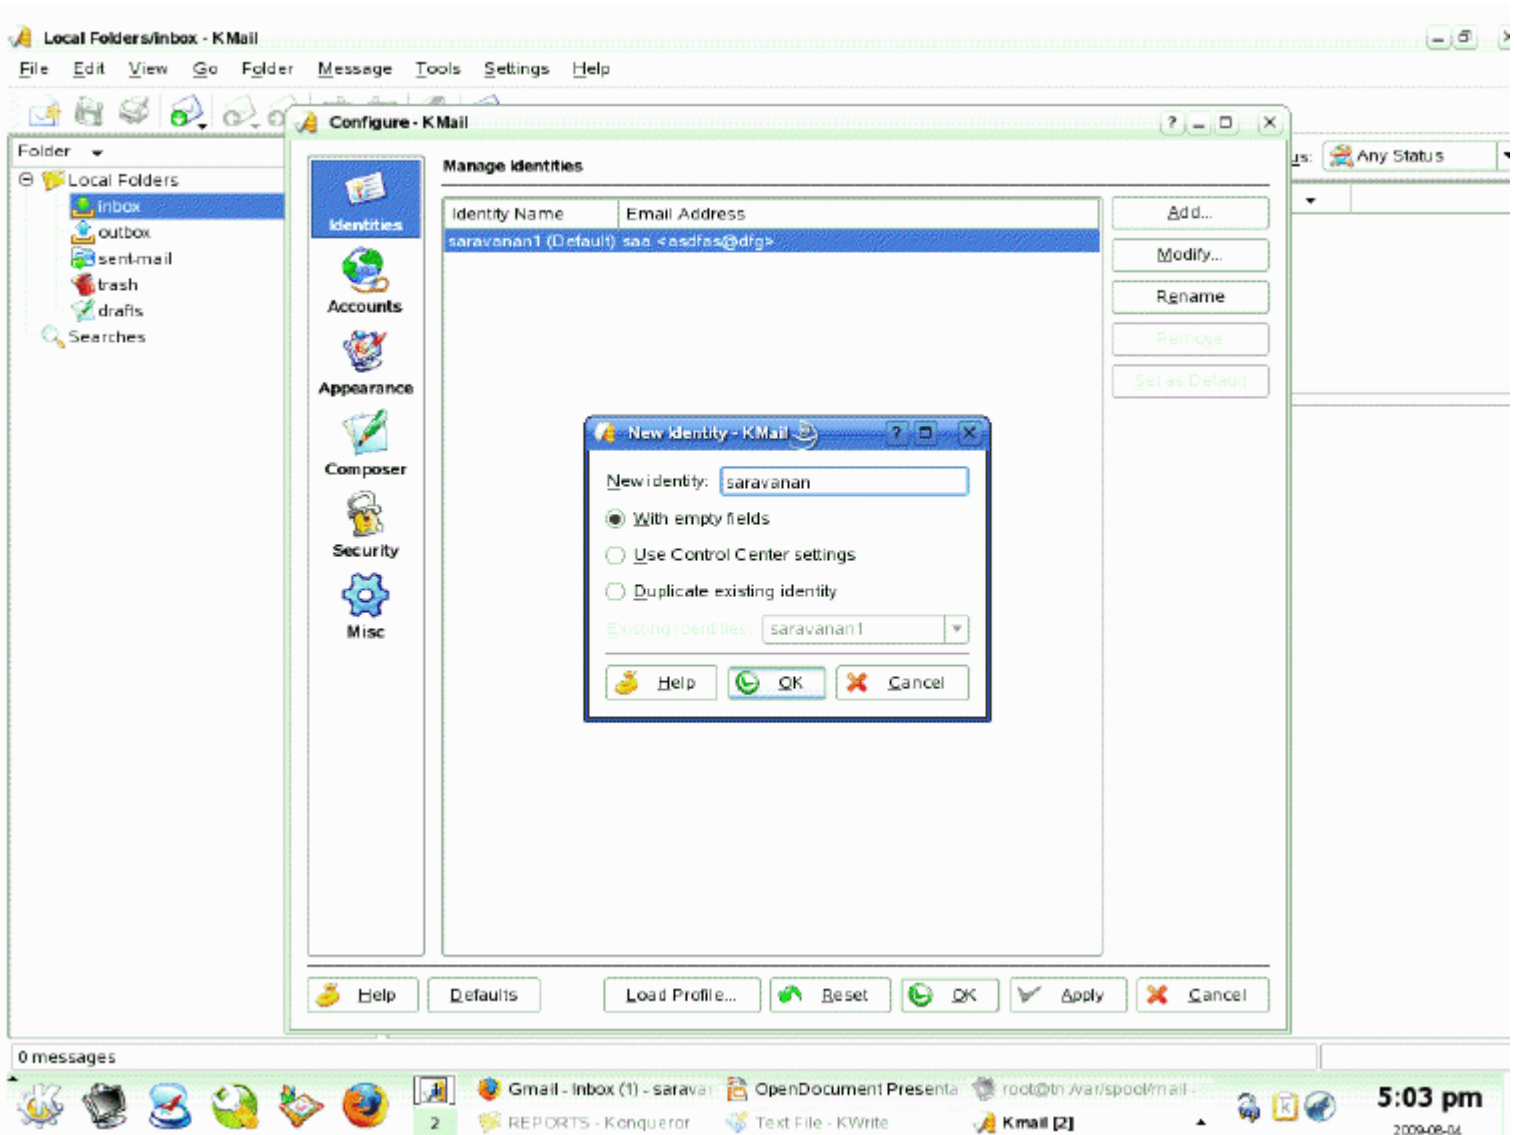 Local Folders/inbox - KMail
File Edit View Go Folder Message Tools Settings Help
Configure - KMail
Folder
us: Any Status
Local Folders
inbox
outbox
sent-mail
trash
drafts
Searches
Identities
Accounts
Appearance
Composer
Security
Misc
Manage Identities
Identity Name Email Address
saravanan1 (Default) saa <asdfas@dfg>
Add...
Modify...
Rename
Remove
Set as Default
New Identity - KMail
New identity: saravanan
With empty fields
Use Control Center settings
Duplicate existing identity
Existing identities: saravanan1
Help OK Cancel
Help Defaults Load Profile... Reset OK Apply Cancel
0 messages
Gmail - Inbox (1) - saravan OpenDocument Presenta root@tn:/var/spool/mail -
2 REPORTS - Konqueror Text File - KWrite Kmail [2]
5:03 pm
2009-08-04